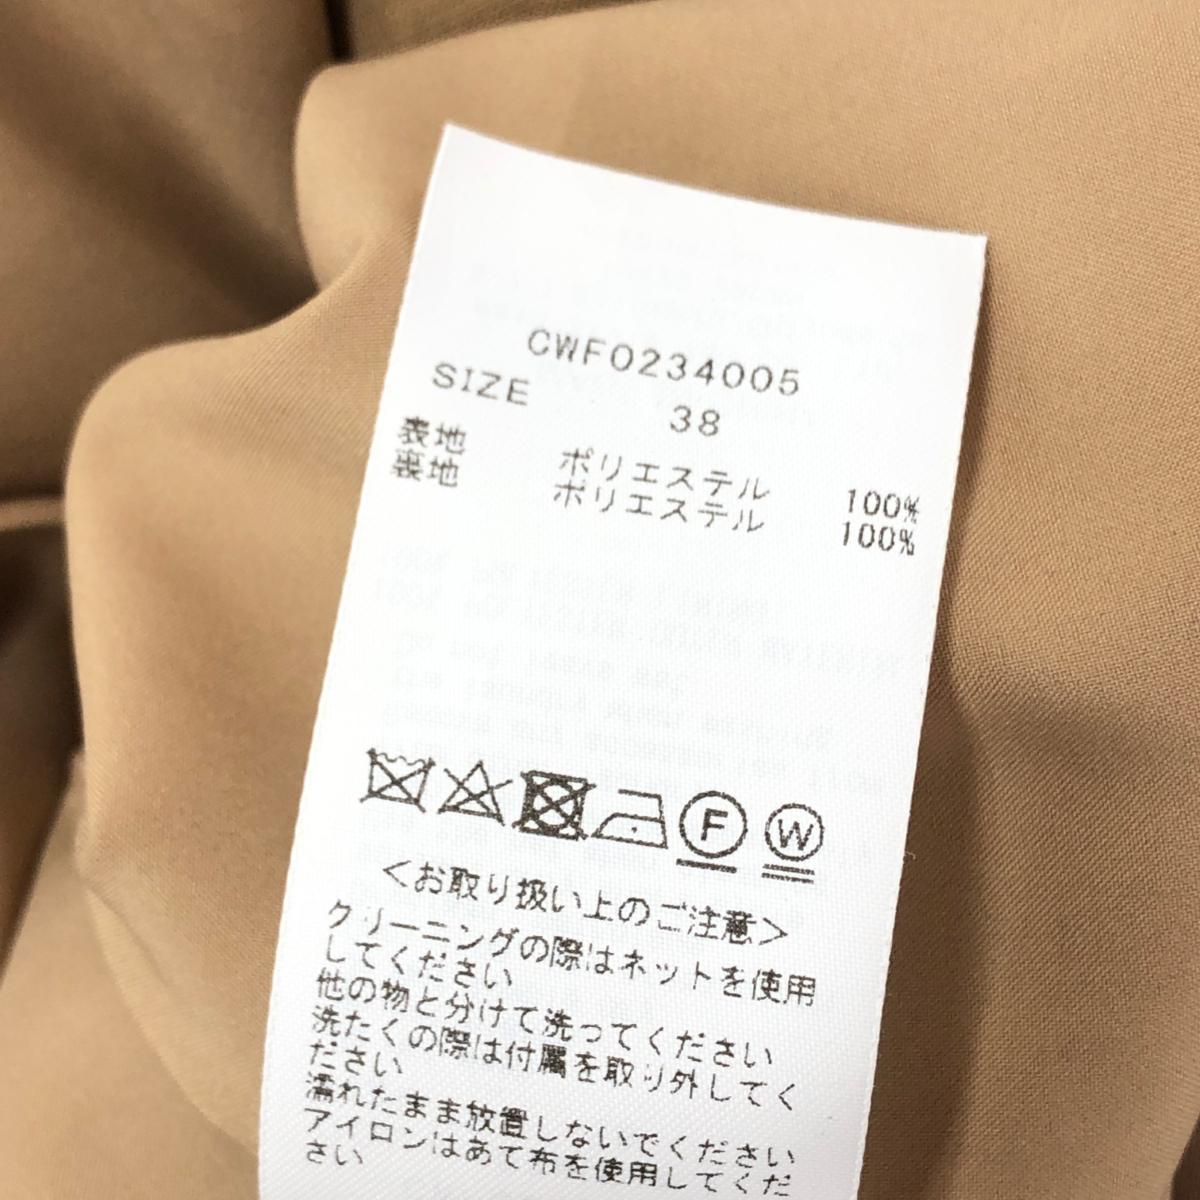 CWF0234005
SIZE 38
表地 ポリエステル 100%
裏地 ポリエステル 100%
F W
<お取り扱い上のご注意>
クリーニングの際はネットを使用
してください
他の物と分けて洗ってください
洗たくの際は付属を取り外してく
ださい
濡れたまま放置しないでください
アイロンはあて布を使用してくだ
さい